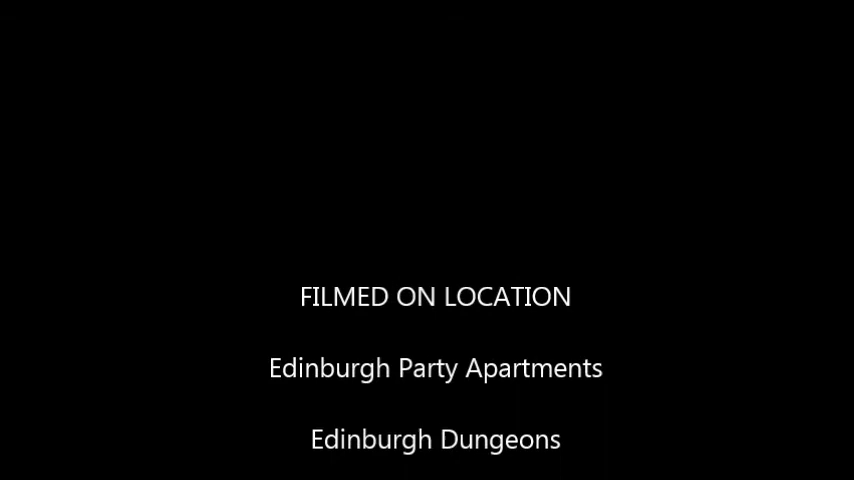 FILMED ON LOCATION
Edinburgh Party Apartments
Edinburgh Dungeons